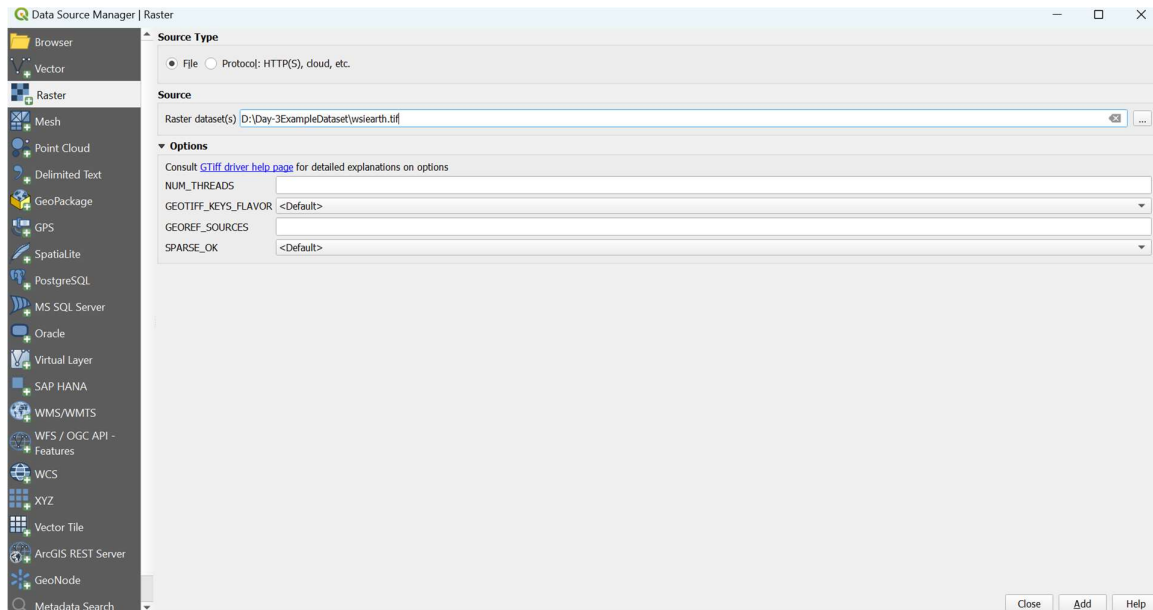 Data Source Manager | Raster
Browser
Vector
Raster
Mesh
Point Cloud
Delimited Text
GeoPackage
GPS
SpatiaLite
PostgreSQL
MS SQL Server
Oracle
Virtual Layer
SAP HANA
WMS/WMTS
WFS / OGC API -
Features
WCS
XYZ
Vector Tile
ArcGIS REST Server
GeoNode
Metadata Search
Source Type
File Protocol: HTTP(S), cloud, etc.
Source
Raster dataset(s) D:\Day-3ExampleDataset\wsiearth.tif ...
Options
Consult GTiff driver help page for detailed explanations on options
NUM_THREADS
GEOTIFF_KEYS_FLAVOR <Default>
GEOREF_SOURCES
SPARSE_OK <Default>
Close Add Help